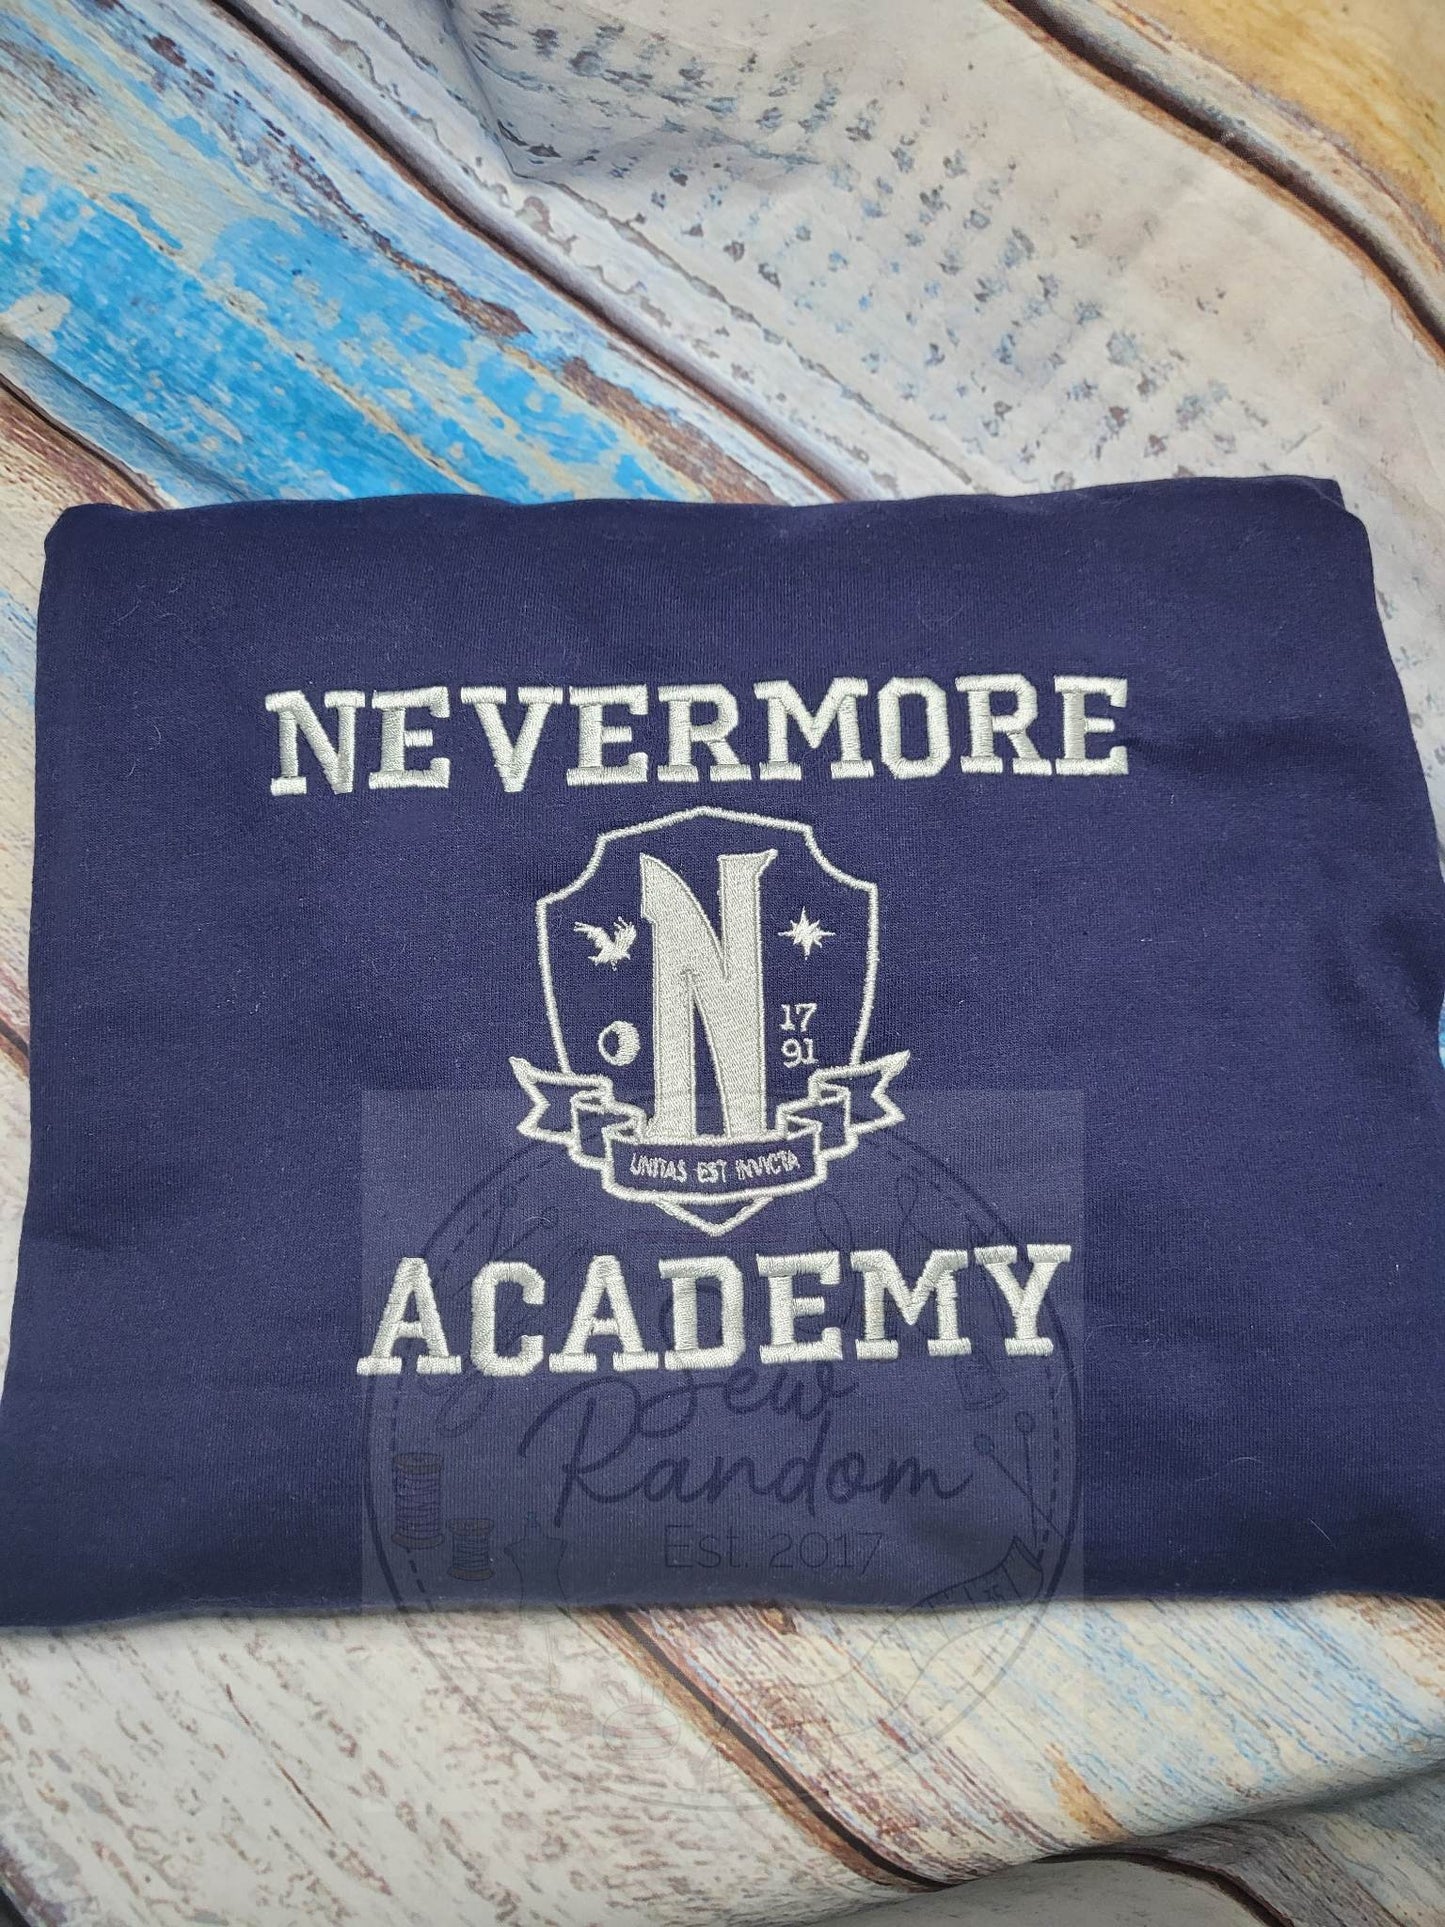 NEVERMORE
17
91
UNITAS EST INVICTA
ACADEMY
Sew
Random
Est. 2017